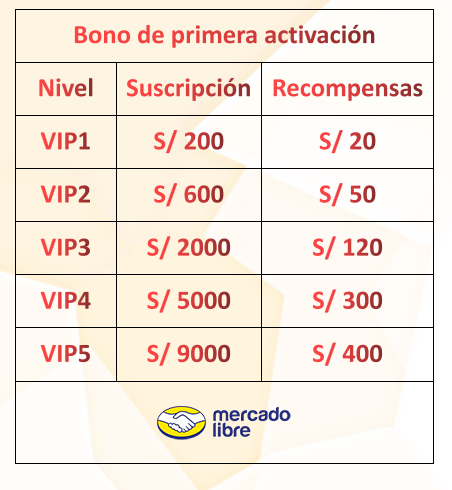 Bono de primera activación
Nivel Suscripción Recompensas
VIP1 S/ 200 S/ 20
VIP2 S/ 600 S/ 50
VIP3 S/ 2000 S/ 120
VIP4 S/ 5000 S/ 300
VIP5 S/ 9000 S/ 400
mercado
libre